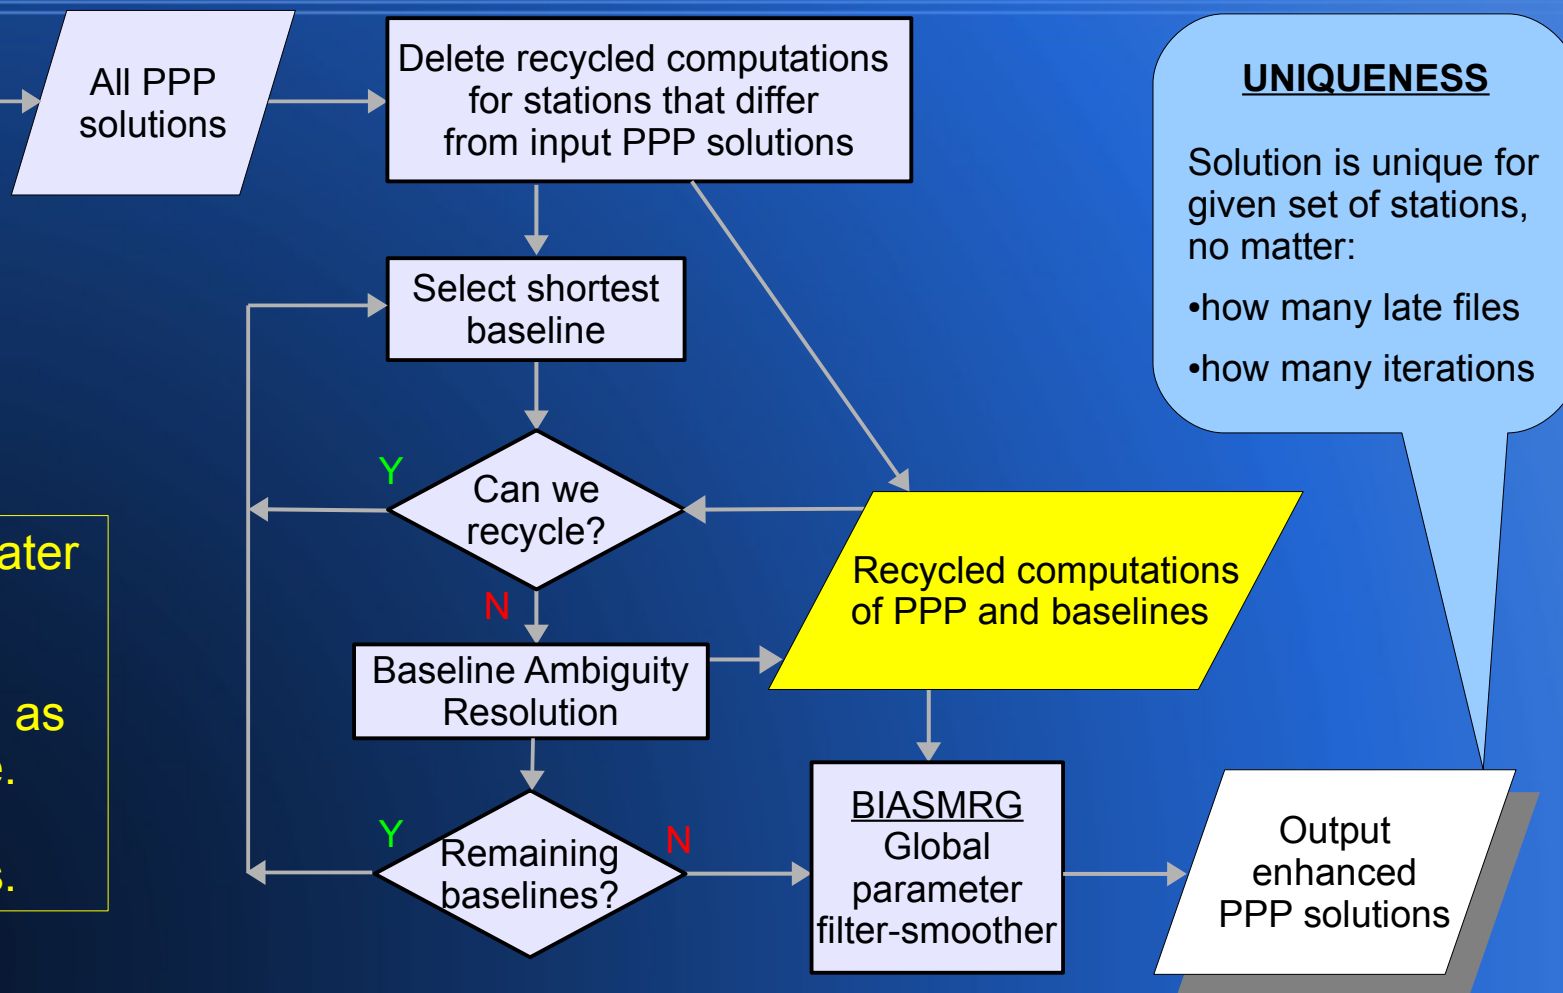 All PPP
solutions
Delete recycled computations
for stations that differ
from input PPP solutions
UNIQUENESS
Solution is unique for
given set of stations,
no matter:
•how many late files
•how many iterations
Select shortest
baseline
Y
Can we
recycle?
N
Recycled computations
of PPP and baselines
as
Baseline Ambiguity
Resolution
Y
Remaining
baselines?
N
BIASMRG
Global
parameter
filter-smoother
Output
enhanced
PPP solutions